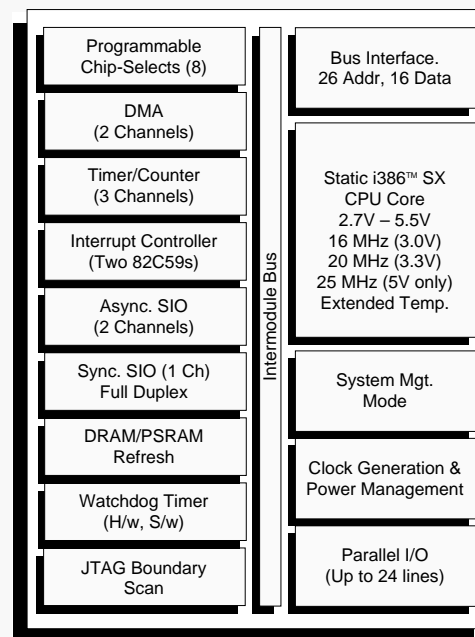 Programmable
Chip-Selects (8)
DMA
(2 Channels)
Timer/Counter
(3 Channels)
Interrupt Controller
(Two 82C59s)
Async. SIO
(2 Channels)
Sync. SIO (1 Ch)
Full Duplex
DRAM/PSRAM
Refresh
Watchdog Timer
(H/w, S/w)
JTAG Boundary
Scan
Intermodule Bus
Bus Interface.
26 Addr, 16 Data
Static i386™ SX
CPU Core
2.7V – 5.5V
16 MHz (3.0V)
20 MHz (3.3V)
25 MHz (5V only)
Extended Temp.
System Mgt.
Mode
Clock Generation &
Power Management
Parallel I/O
(Up to 24 lines)